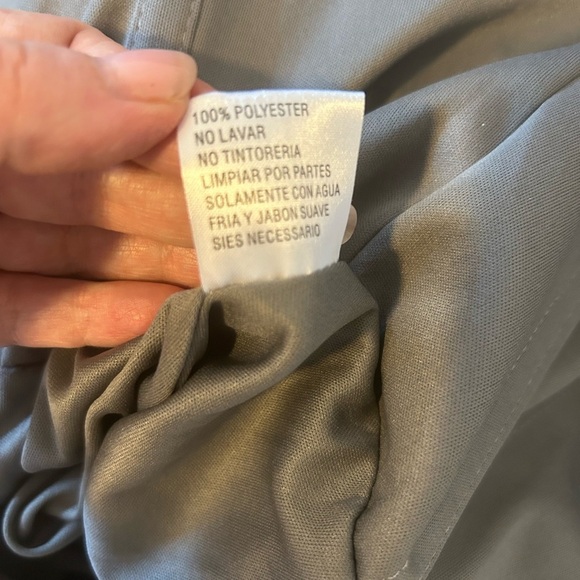 100% POLYESTER
NO LAVAR
NO TINTORERIA
LIMPIAR POR PARTES
SOLAMENTE CON AGUA
FRIA Y JABON SUAVE
SIES NECESSARIO